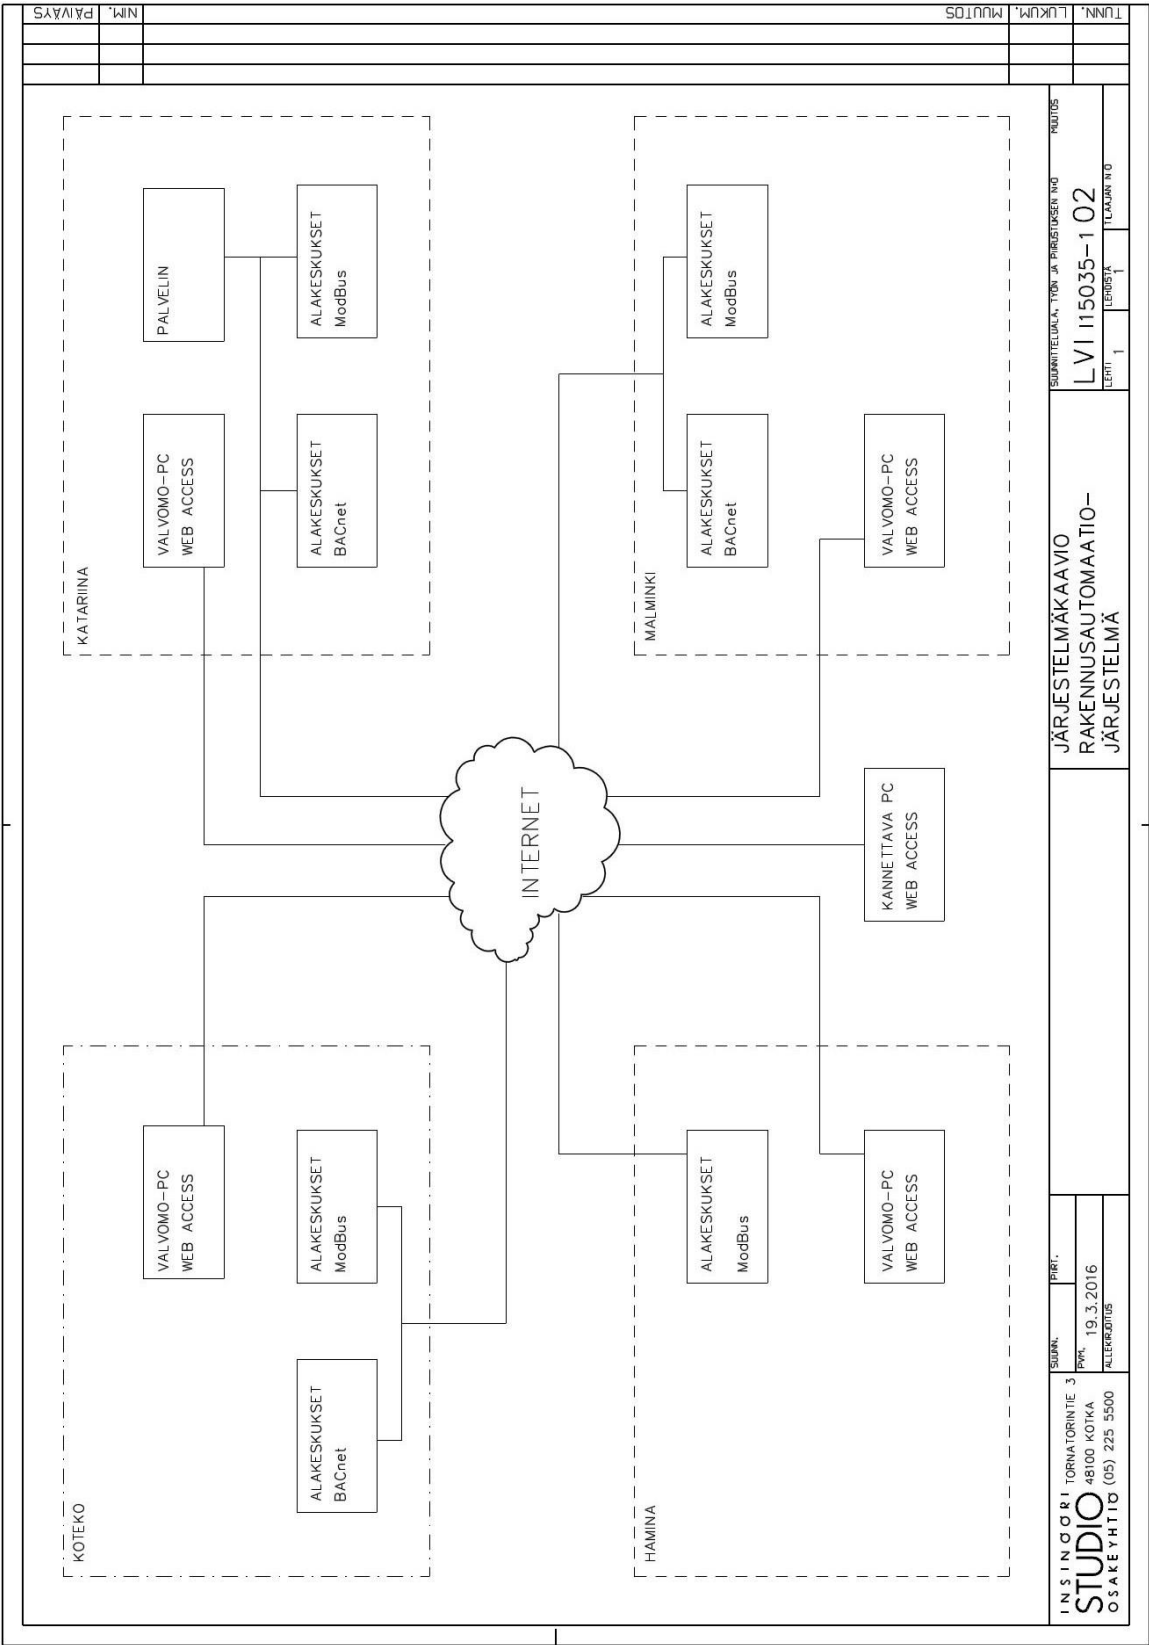 KOTEKO
VALVOMO-PC
WEB ACCESS
ALAKESKUKSET
BACnet
ALAKESKUKSET
ModBus
KATARIINA
VALVOMO-PC
WEB ACCESS
PALVELIN
ALAKESKUKSET
BACnet
ALAKESKUKSET
ModBus
INTERNET
HAMINA
ALAKESKUKSET
ModBus
VALVOMO-PC
WEB ACCESS
KANNETTAVA PC
WEB ACCESS
MALMINKI
ALAKESKUKSET
BACnet
ALAKESKUKSET
ModBus
VALVOMO-PC
WEB ACCESS
TUNN.
LUKUM.
MUUTOS
NIM.
PÄIVÄYS
INSINÖÖRI
STUDIO
OSAKEYHTIÖ
TORNATORINTIE 3
48100 KOTKA
(05) 225 5500
SUUNN.
PIIRT.
PVM. 19.3.2016
ALLEKIRJOITUS
JÄRJESTELMÄKAAVIO
RAKENNUSAUTOMAATIO-
JÄRJESTELMÄ
SUUNNITTELUALA, TYÖN JA PIIRUSTUKSEN N:O
MUUTOS
LVI I15035-1 02
LEHTI 1
LEHDISTÄ 1
TILAAJAN N:O